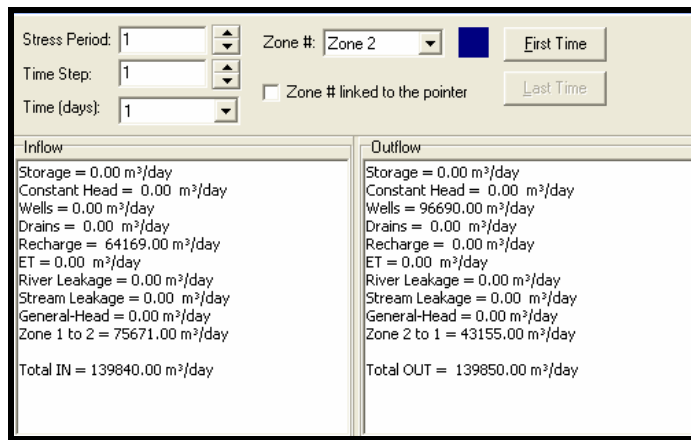 Stress Period: 1 Zone #: Zone 2 First Time
Time Step: 1 Zone # linked to the pointer Last Time
Time (days): 1
Inflow
Storage = 0.00 m³/day
Constant Head = 0.00 m³/day
Wells = 0.00 m³/day
Drains = 0.00 m³/day
Recharge = 64169.00 m³/day
ET = 0.00 m³/day
River Leakage = 0.00 m³/day
Stream Leakage = 0.00 m³/day
General-Head = 0.00 m³/day
Zone 1 to 2 = 75671.00 m³/day
Total IN = 139840.00 m³/day
Outflow
Storage = 0.00 m³/day
Constant Head = 0.00 m³/day
Wells = 96690.00 m³/day
Drains = 0.00 m³/day
Recharge = 0.00 m³/day
ET = 0.00 m³/day
River Leakage = 0.00 m³/day
Stream Leakage = 0.00 m³/day
General-Head = 0.00 m³/day
Zone 2 to 1 = 43155.00 m³/day
Total OUT = 139850.00 m³/day